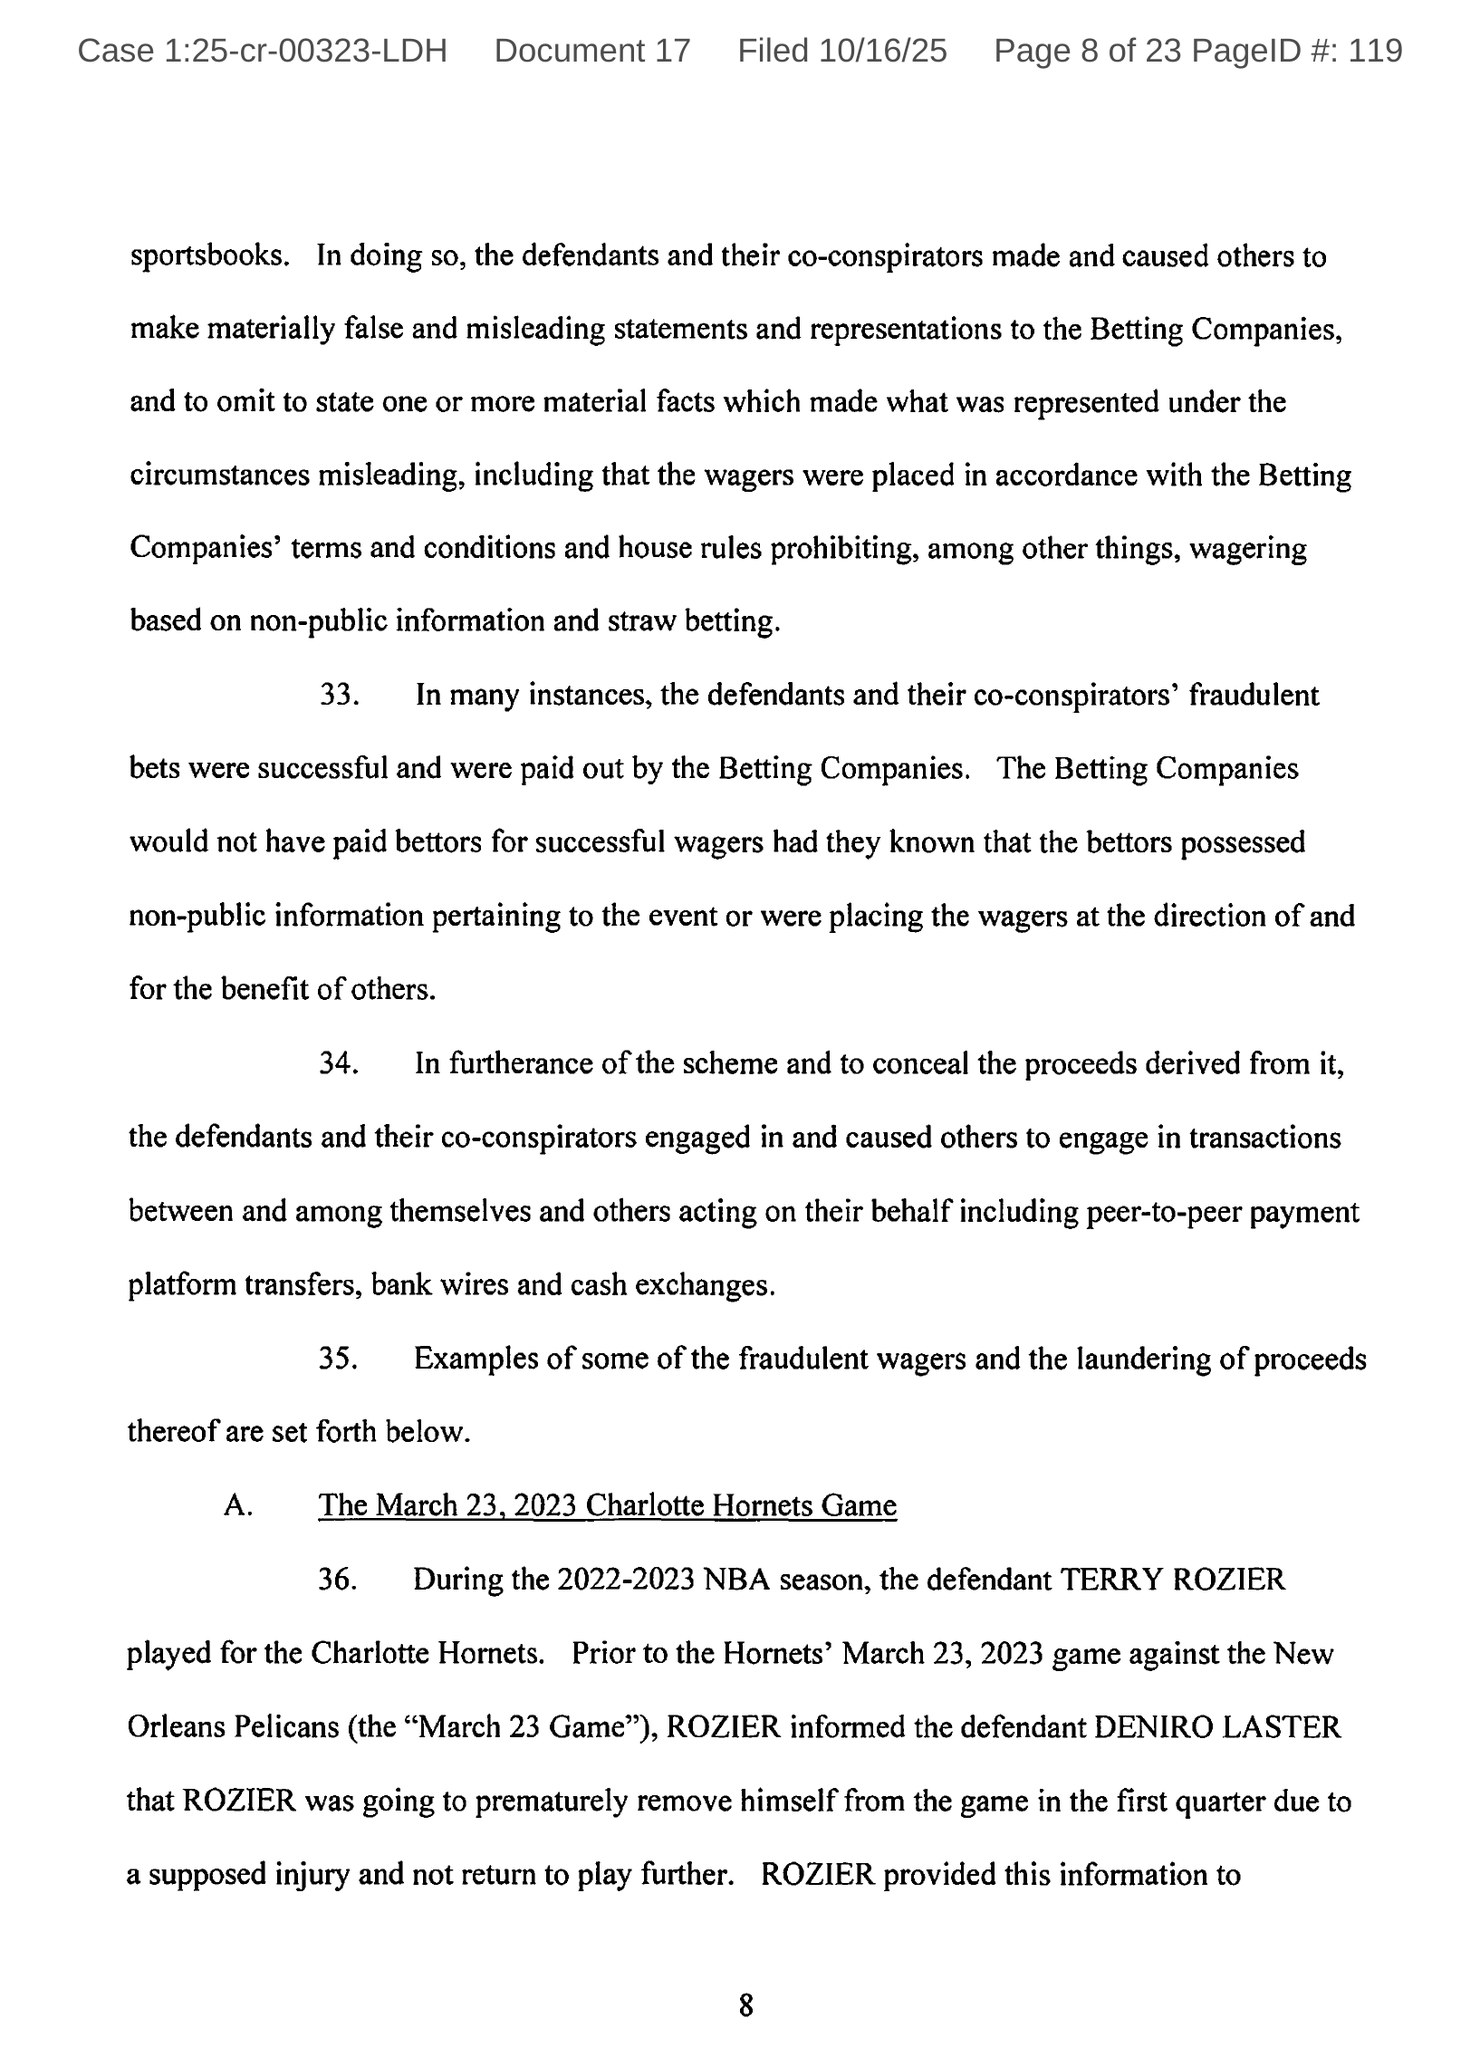 Case 1:25-cr-00323-LDH Document 17 Filed 10/16/25 Page 8 of 23 PageID #: 119
sportsbooks. In doing so, the defendants and their co-conspirators made and caused others to
make materially false and misleading statements and representations to the Betting Companies,
and to omit to state one or more material facts which made what was represented under the
circumstances misleading, including that the wagers were placed in accordance with the Betting
Companies’ terms and conditions and house rules prohibiting, among other things, wagering
based on non-public information and straw betting.
33. In many instances, the defendants and their co-conspirators’ fraudulent
bets were successful and were paid out by the Betting Companies. The Betting Companies
would not have paid bettors for successful wagers had they known that the bettors possessed
non-public information pertaining to the event or were placing the wagers at the direction of and
for the benefit of others.
34. In furtherance of the scheme and to conceal the proceeds derived from it,
the defendants and their co-conspirators engaged in and caused others to engage in transactions
between and among themselves and others acting on their behalf including peer-to-peer payment
platform transfers, bank wires and cash exchanges.
35. Examples of some of the fraudulent wagers and the laundering of proceeds
thereof are set forth below.
A. The March 23, 2023 Charlotte Hornets Game
36. During the 2022-2023 NBA season, the defendant TERRY ROZIER
played for the Charlotte Hornets. Prior to the Hornets’ March 23, 2023 game against the New
Orleans Pelicans (the “March 23 Game”), ROZIER informed the defendant DENIRO LASTER
that ROZIER was going to prematurely remove himself from the game in the first quarter due to
a supposed injury and not return to play further. ROZIER provided this information to
8